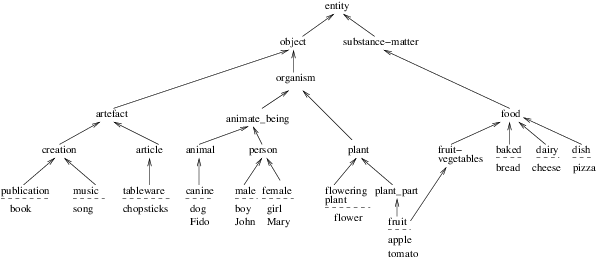 entity
object substance-matter
organism
artefact animate_being food
creation article animal person plant fruit- baked dairy dish
vegetables bread cheese pizza
publication music tableware canine male female flowering plant_part
plant
book song chopsticks dog boy girl flower fruit
Fido John Mary apple
tomato